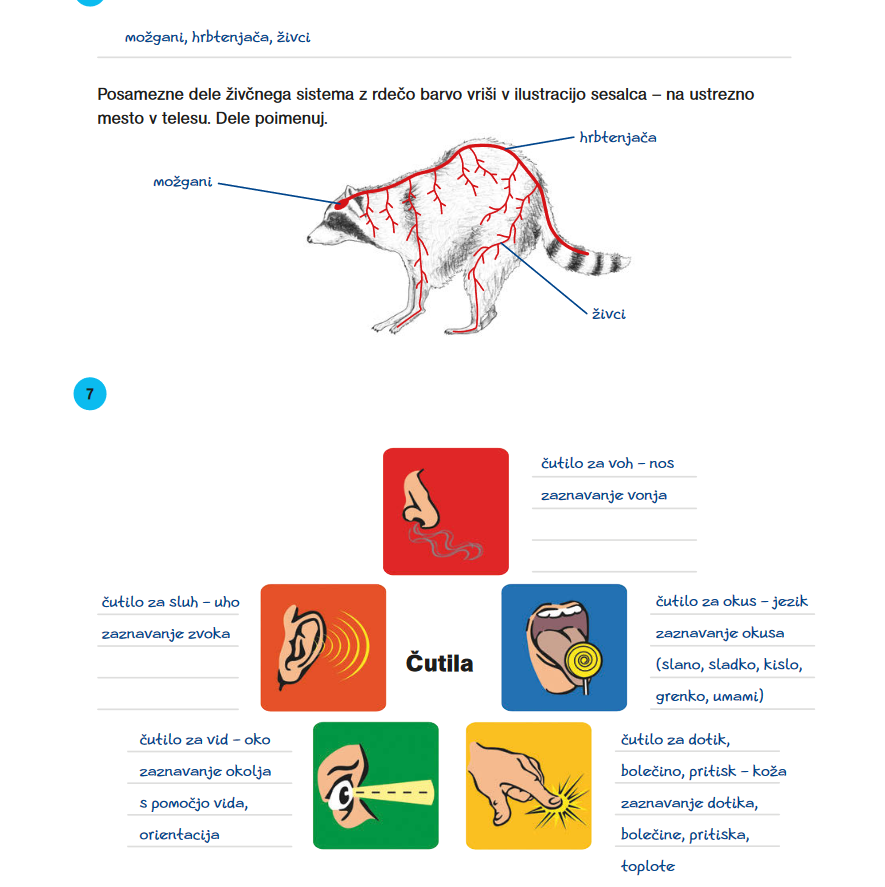 možgani, hrbtenjača, živci
Posamezne dele živčnega sistema z rdečo barvo vriši v ilustracijo sesalca – na ustrezno
mesto v telesu. Dele poimenuj.
hrbtenjača
možgani
živci
7
čutilo za voh – nos
zaznavanje vonja
čutilo za sluh – uho
zaznavanje zvoka
Čutila
čutilo za okus – jezik
zaznavanje okusa
(slano, sladko, kislo,
grenko, umami)
čutilo za vid – oko
zaznavanje okolja
s pomočjo vida,
orientacija
čutilo za dotik,
bolečino, pritisk – koža
zaznavanje dotika,
bolečine, pritiska,
toplote